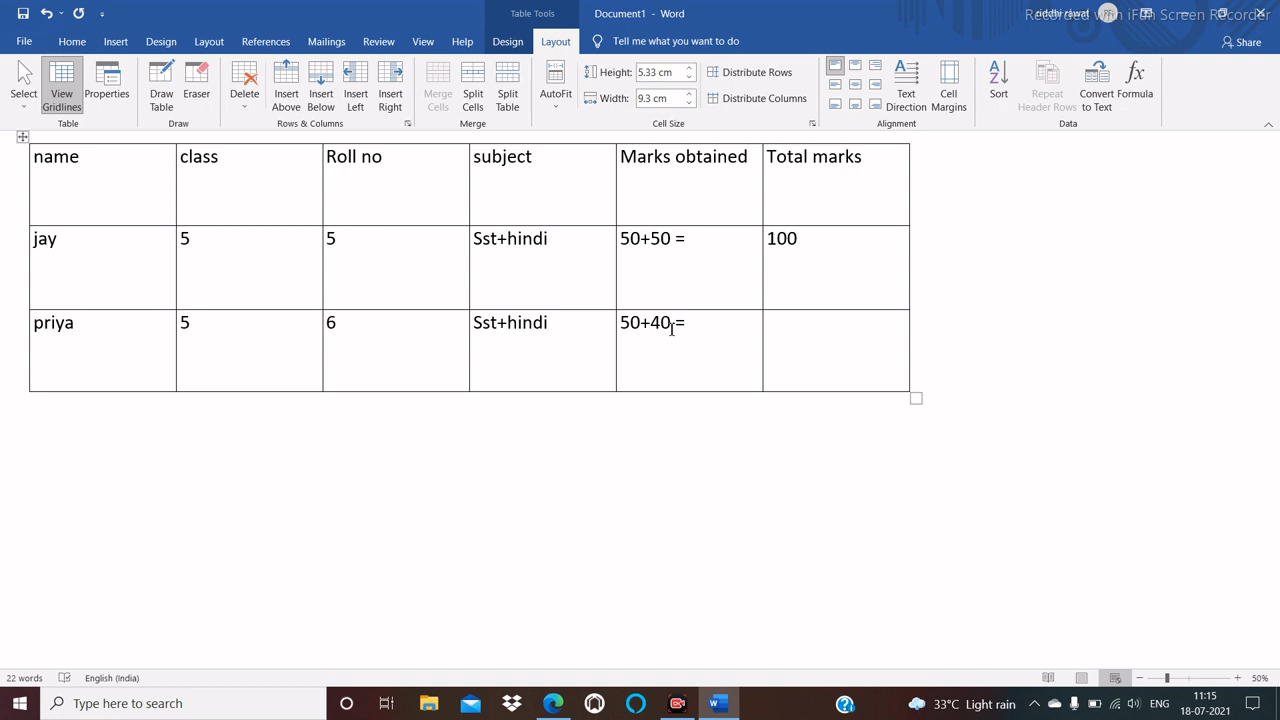 Table Tools
Document1 - Word
riddhi rawat
Recorded with iFun Screen Recorder
File Home Insert Design Layout References Mailings Review View Help Design Layout Tell me what you want to do Share
Select
View Gridlines
Properties
Table
Draw Table
Eraser
Draw
Delete
Insert Above
Insert Below
Insert Left
Insert Right
Rows & Columns
Merge Cells
Split Cells
Split Table
Merge
AutoFit
Height: 5.33 cm
Width: 9.3 cm
Distribute Rows
Distribute Columns
Cell Size
Text Direction
Cell Margins
Alignment
Sort
Repeat Header Rows
Convert to Text
Formula
Data
name class Roll no subject Marks obtained Total marks
jay 5 5 Sst+hindi 50+50 = 100
priya 5 6 Sst+hindi 50+40 =
22 words English (India) 50%
Type here to search
33°C Light rain
ENG
11:15
18-07-2021